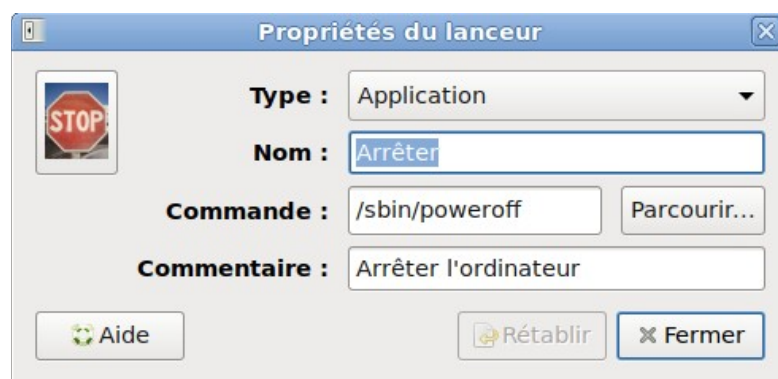 Propriétés du lanceur
STOP
Type : Application
Nom : Arrêter
Commande : /sbin/poweroff Parcourir...
Commentaire : Arrêter l'ordinateur
Aide Rétablir Fermer